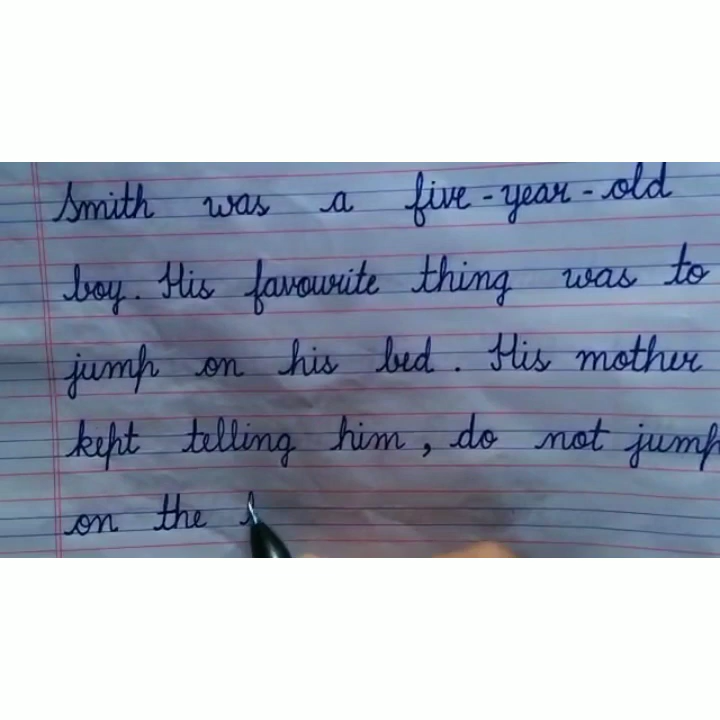 Smith was a five-year-old
boy. His favourite thing was to
jump on his bed. His mother
kept telling him, do not jump
on the